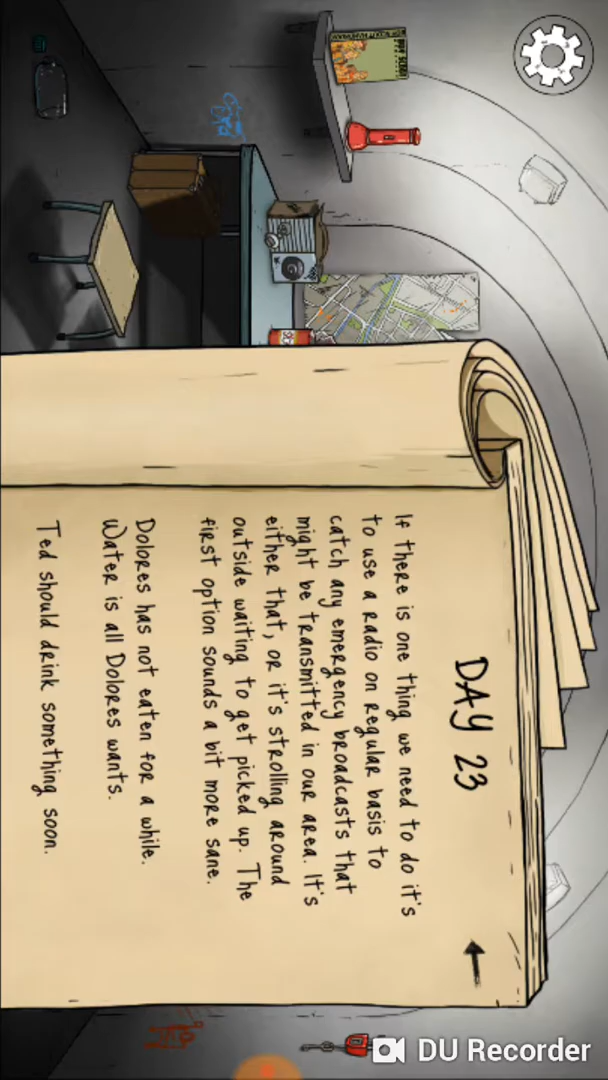 DAY 23
If there is one thing we need to do it's
to use a radio on regular basis to
catch any emergency broadcasts that
might be transmitted in our area. It's
either that, or it's strolling around
outside waiting to get picked up. The
first option sounds a bit more sane.
Dolores has not eaten for a while.
Water is all Dolores wants.
Ted should drink something soon.
DU Recorder